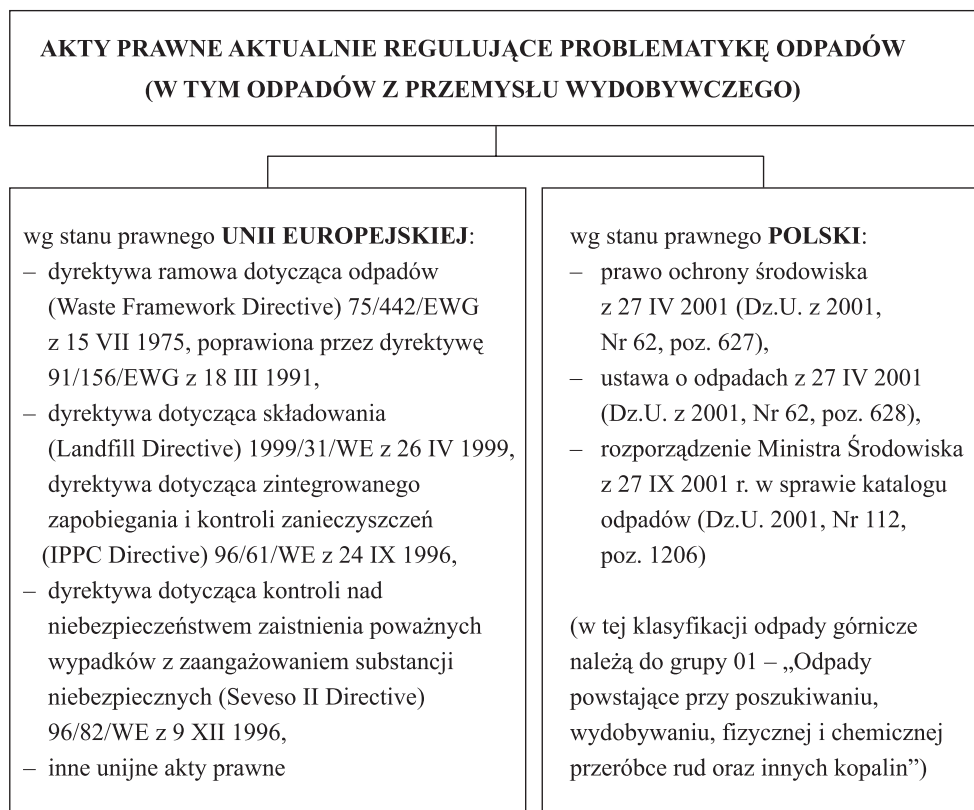 AKTY PRAWNE AKTUALNIE REGULUJĄCE PROBLEMATYKĘ ODPADÓW
(W TYM ODPADÓW Z PRZEMYSŁU WYDOBYWCZEGO)
wg stanu prawnego UNII EUROPEJSKIEJ:
– dyrektywa ramowa dotycząca odpadów
(Waste Framework Directive) 75/442/EWG
z 15 VII 1975, poprawiona przez dyrektywę
91/156/EWG z 18 III 1991,
– dyrektywa dotycząca składowania
(Landfill Directive) 1999/31/WE z 26 IV 1999,
dyrektywa dotycząca zintegrowanego
zapobiegania i kontroli zanieczyszczeń
(IPPC Directive) 96/61/WE z 24 IX 1996,
– dyrektywa dotycząca kontroli nad
niebezpieczeństwem zaistnienia poważnych
wypadków z zaangażowaniem substancji
niebezpiecznych (Seveso II Directive)
96/82/WE z 9 XII 1996,
– inne unijne akty prawne
wg stanu prawnego POLSKI:
– prawo ochrony środowiska
z 27 IV 2001 (Dz.U. z 2001,
Nr 62, poz. 627),
– ustawa o odpadach z 27 IV 2001
(Dz.U. z 2001, Nr 62, poz. 628),
– rozporządzenie Ministra Środowiska
z 27 IX 2001 r. w sprawie katalogu
odpadów (Dz.U. 2001, Nr 112,
poz. 1206)
(w tej klasyfikacji odpady górnicze
należą do grupy 01 – „Odpady
powstające przy poszukiwaniu,
wydobywaniu, fizycznej i chemicznej
przeróbce rud oraz innych kopalin”)